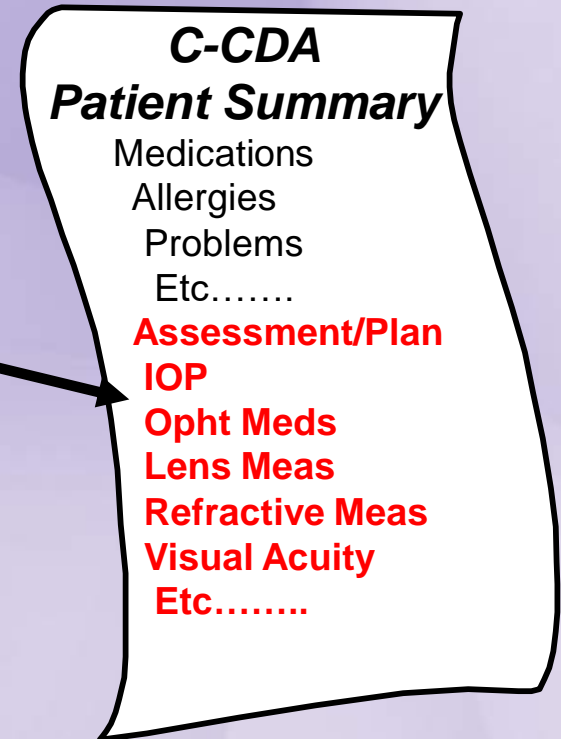 C-CDA
Patient Summary
Medications
Allergies
Problems
Etc…….
Assessment/Plan
IOP
Opht Meds
Lens Meas
Refractive Meas
Visual Acuity
Etc……..